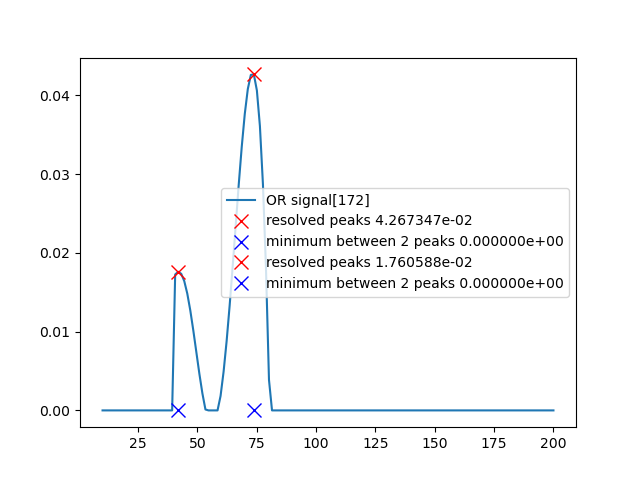 0.04
0.03
0.02
0.01
0.00
OR signal[172]
resolved peaks 4.267347e-02
minimum between 2 peaks 0.000000e+00
resolved peaks 1.760588e-02
minimum between 2 peaks 0.000000e+00
25 50 75 100 125 150 175 200